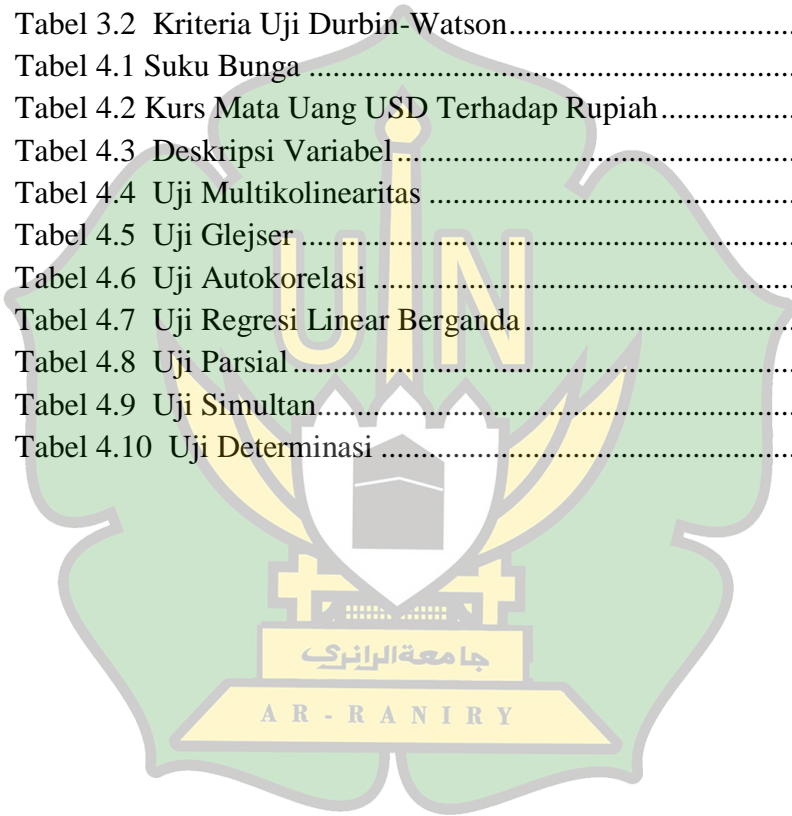 Tabel 3.2  Kriteria Uji Durbin-Watson..............................
Tabel 4.1 Suku Bunga ............................................................
Tabel 4.2 Kurs Mata Uang USD Terhadap Rupiah................
Tabel 4.3  Deskripsi Variabel..................................................
Tabel 4.4  Uji Multikolinearitas ..............................................
Tabel 4.5  Uji Glejser ..............................................................
Tabel 4.6  Uji Autokorelasi .....................................................
Tabel 4.7  Uji Regresi Linear Berganda.................................
Tabel 4.8  Uji Parsial...............................................................
Tabel 4.9  Uji Simultan............................................................
Tabel 4.10  Uji Determinasi ....................................................
UIN
جامعةالرانري
AR-RANIRY